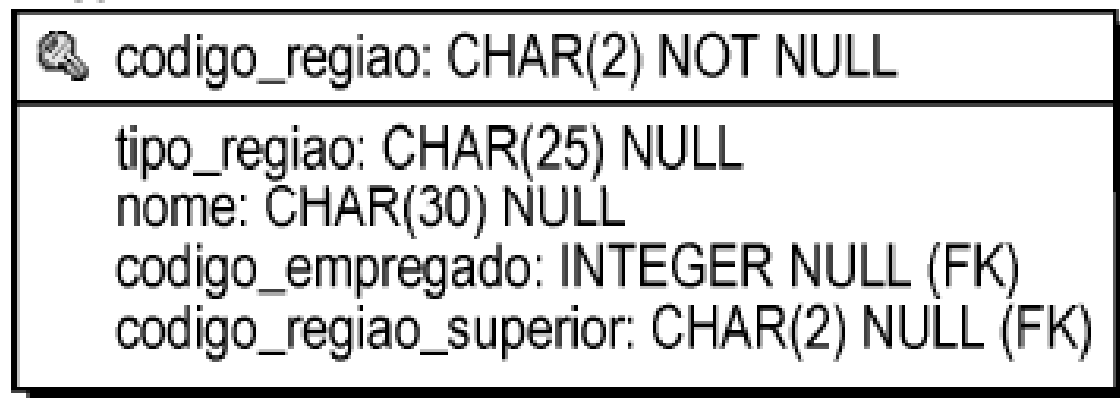 codigo_regiao: CHAR(2) NOT NULL
tipo_regiao: CHAR(25) NULL
nome: CHAR(30) NULL
codigo_empregado: INTEGER NULL (FK)
codigo_regiao_superior: CHAR(2) NULL (FK)